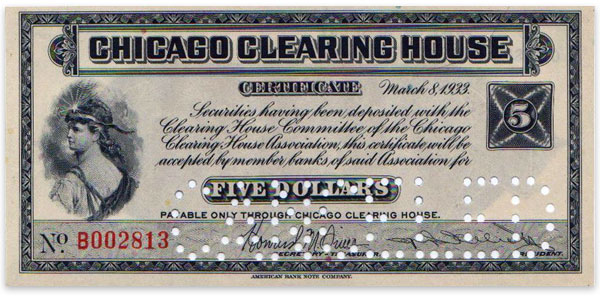 CHICAGO CLEARING HOUSE
CERTIFICATE March 8, 1933.
Securities having been deposited with the
Clearing House Committee of the Chicago
Clearing House Association, this certificate will be
accepted by member banks of said Association for
5
FIVE DOLLARS
PAYABLE ONLY THROUGH CHICAGO CLEARING HOUSE.
No. B002813
SECRETARY-TREASURER. PRESIDENT.
AMERICAN BANK NOTE COMPANY.